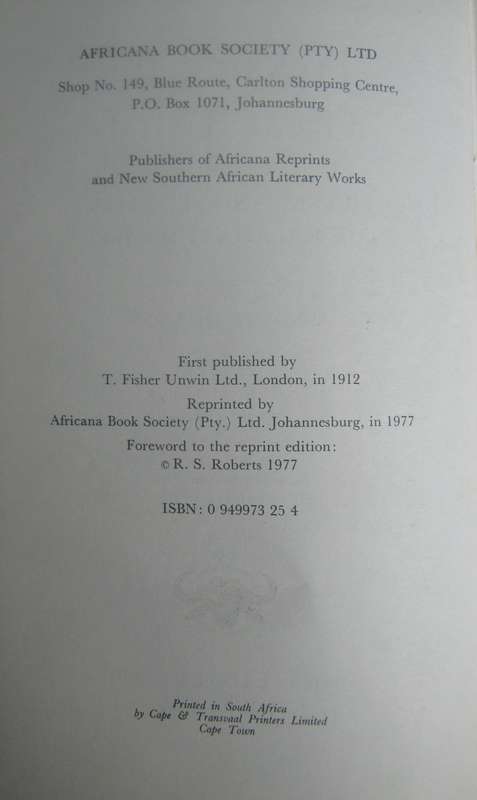 AFRICANA BOOK SOCIETY (PTY) LTD
Shop No. 149, Blue Route, Carlton Shopping Centre,
P.O. Box 1071, Johannesburg
Publishers of Africana Reprints
and New Southern African Literary Works
First published by
T. Fisher Unwin Ltd., London, in 1912
Reprinted by
Africana Book Society (Pty.) Ltd. Johannesburg, in 1977
Foreword to the reprint edition:
© R. S. Roberts 1977
ISBN: 0 949973 25 4
Printed in South Africa
by Cape & Transvaal Printers Limited
Cape Town